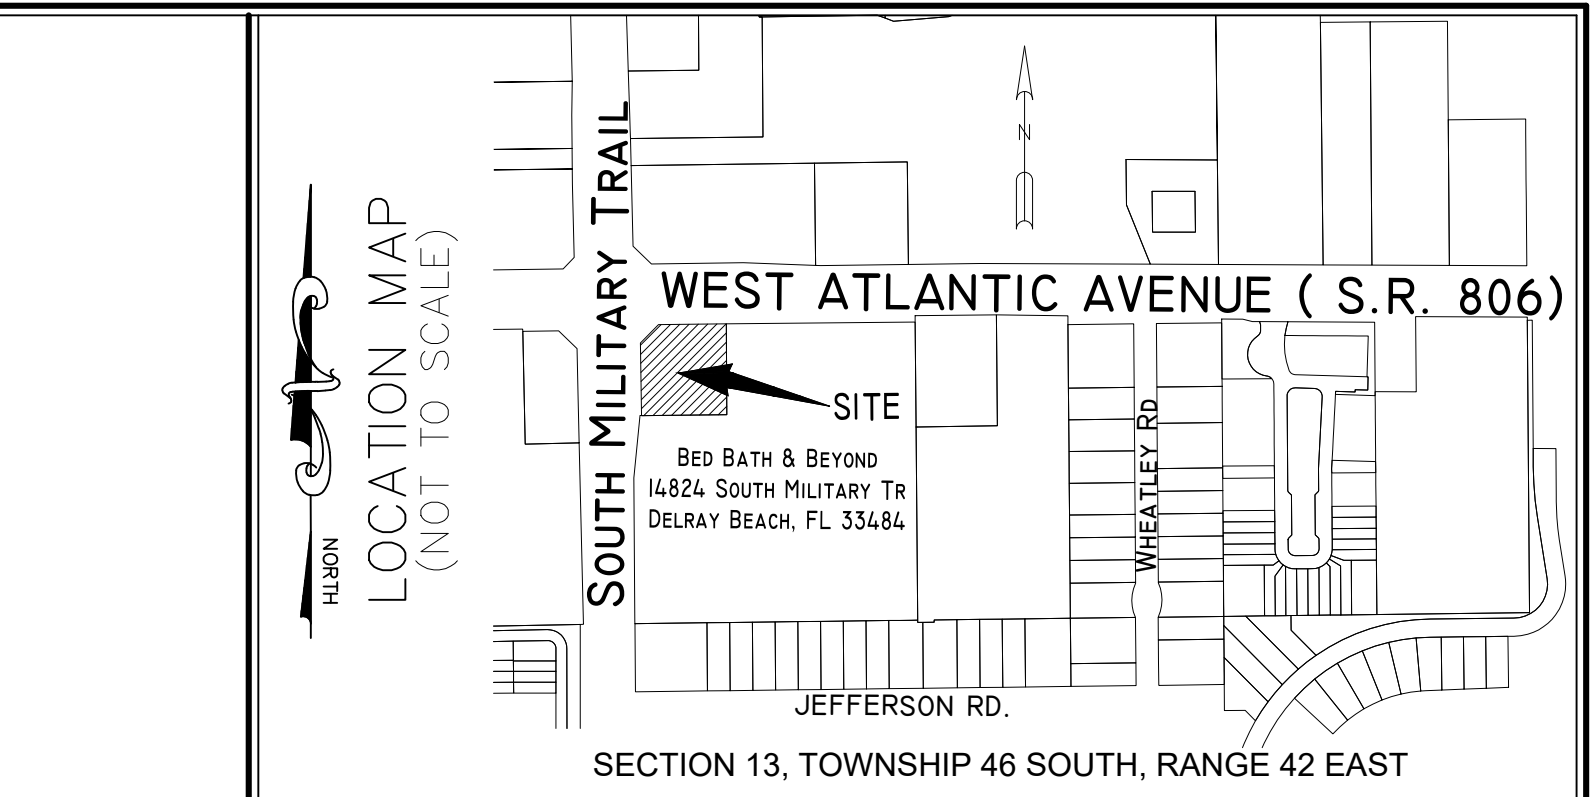 LOCATION MAP
(NOT TO SCALE)
NORTH
SOUTH MILITARY TRAIL
N
WEST ATLANTIC AVENUE ( S.R. 806)
SITE
BED BATH & BEYOND
14824 SOUTH MILITARY TR
DELRAY BEACH, FL 33484
WHEATLEY RD
JEFFERSON RD.
SECTION 13, TOWNSHIP 46 SOUTH, RANGE 42 EAST